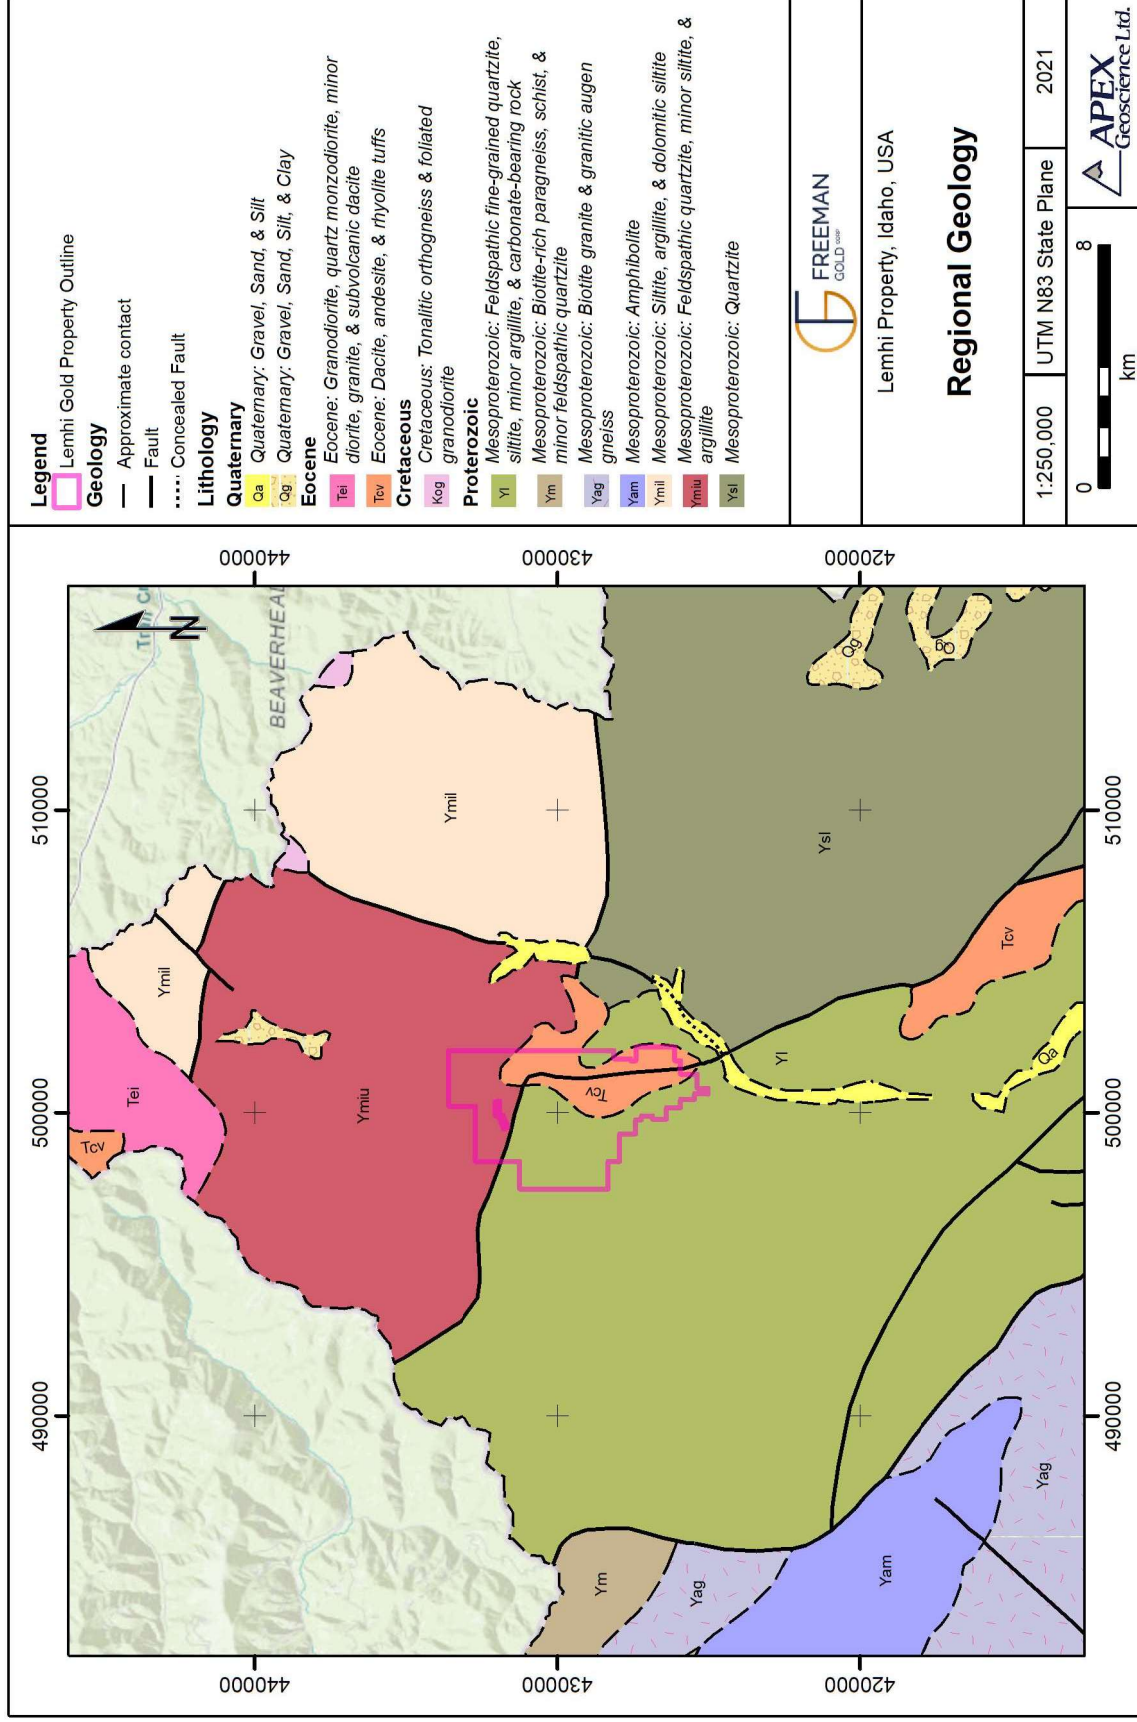 Legend
Lemhi Gold Property Outline
Geology
Approximate contact
Fault
Concealed Fault
Lithology
Quaternary
Qa Quaternary: Gravel, Sand, & Silt
Qg Quaternary: Gravel, Sand, Silt, & Clay
Eocene
Tei Eocene: Granodiorite, quartz monzodiorite, minor
diorite, granite, & subvolcanic dacite
Tcv Eocene: Dacite, andesite, & rhyolite tuffs
Cretaceous
Kog Cretaceous: Tonalitic orthogneiss & foliated
granodiorite
Proterozoic
Yl Mesoproterozoic: Feldspathic fine-grained quartzite,
siltite, minor argillite, & carbonate-bearing rock
Ym Mesoproterozoic: Biotite-rich paragneiss, schist, &
minor feldspathic quartzite
Yag Mesoproterozoic: Biotite granite & granitic augen
gneiss
Yam Mesoproterozoic: Amphibolite
Ymil Mesoproterozoic: Siltite, argillite, & dolomitic siltite
Ymiu Mesoproterozoic: Feldspathic quartzite, minor siltite, &
argillite
Ysl Mesoproterozoic: Quartzite
FREEMAN
GOLD CORP
Lemhi Property, Idaho, USA
Regional Geology
1:250,000 UTM N83 State Plane 2021
0 8
km
APEX
Geoscience Ltd.
490000 500000 510000
440000 440000
430000 430000
420000 420000
490000 500000 510000
N
BEAVERHEAD
Tcv
Tei
Ymil
Ymil
Ymiu
Tcv
Ysl
Qg
Qg
Yl
Tcv
Qa
Ym
Yag
Yam
Yag